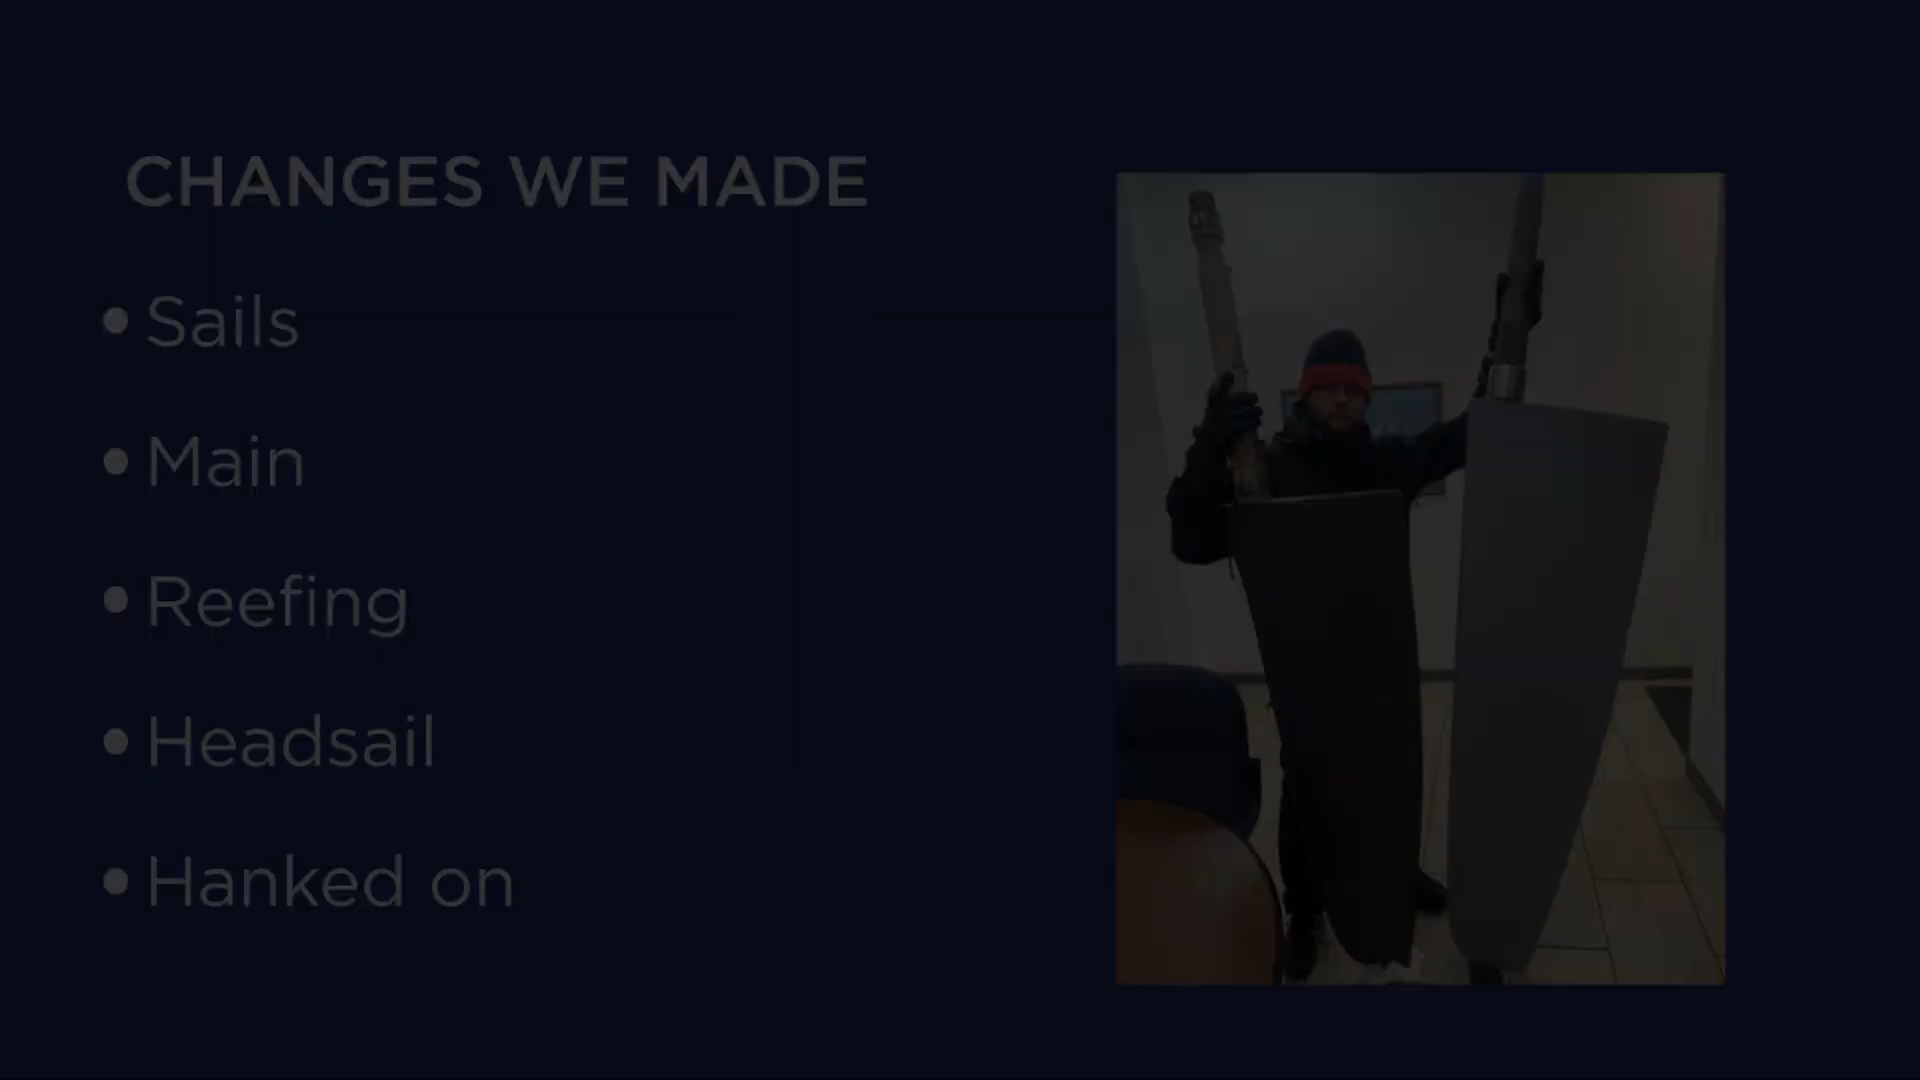 CHANGES WE MADE
• Sails
• Main
• Reefing
• Headsail
• Hanked on